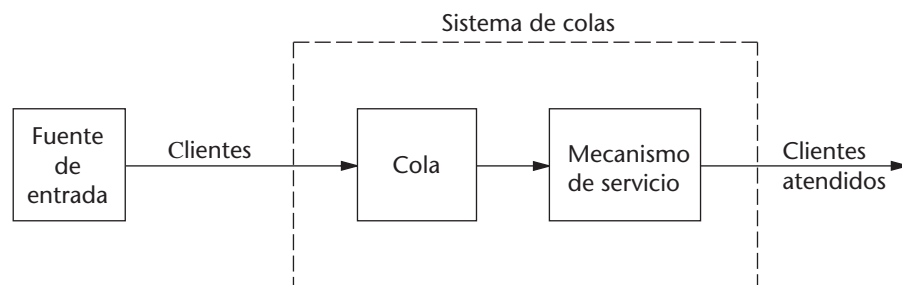 Sistema de colas
Fuente
de
entrada
Clientes
Cola
Mecanismo
de servicio
Clientes
atendidos